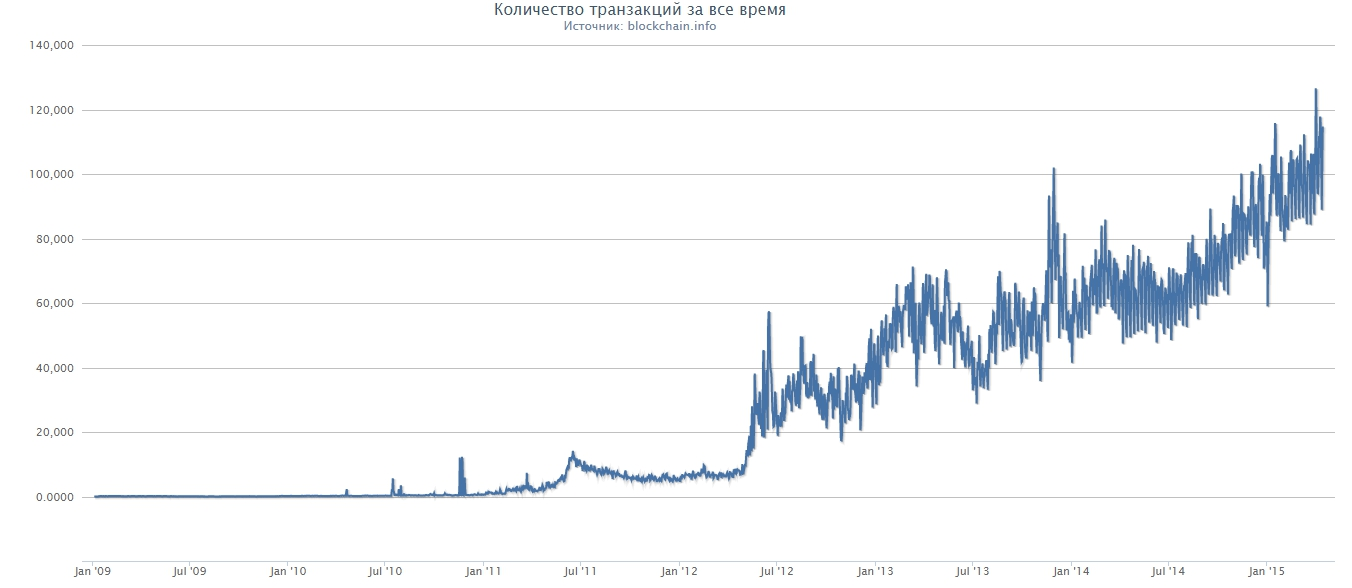 Количество транзакций за все время
Источник: blockchain.info
140,000
120,000
100,000
80,000
60,000
40,000
20,000
0.0000
Jan '09 Jul '09 Jan '10 Jul '10 Jan '11 Jul '11 Jan '12 Jul '12 Jan '13 Jul '13 Jan '14 Jul '14 Jan '15